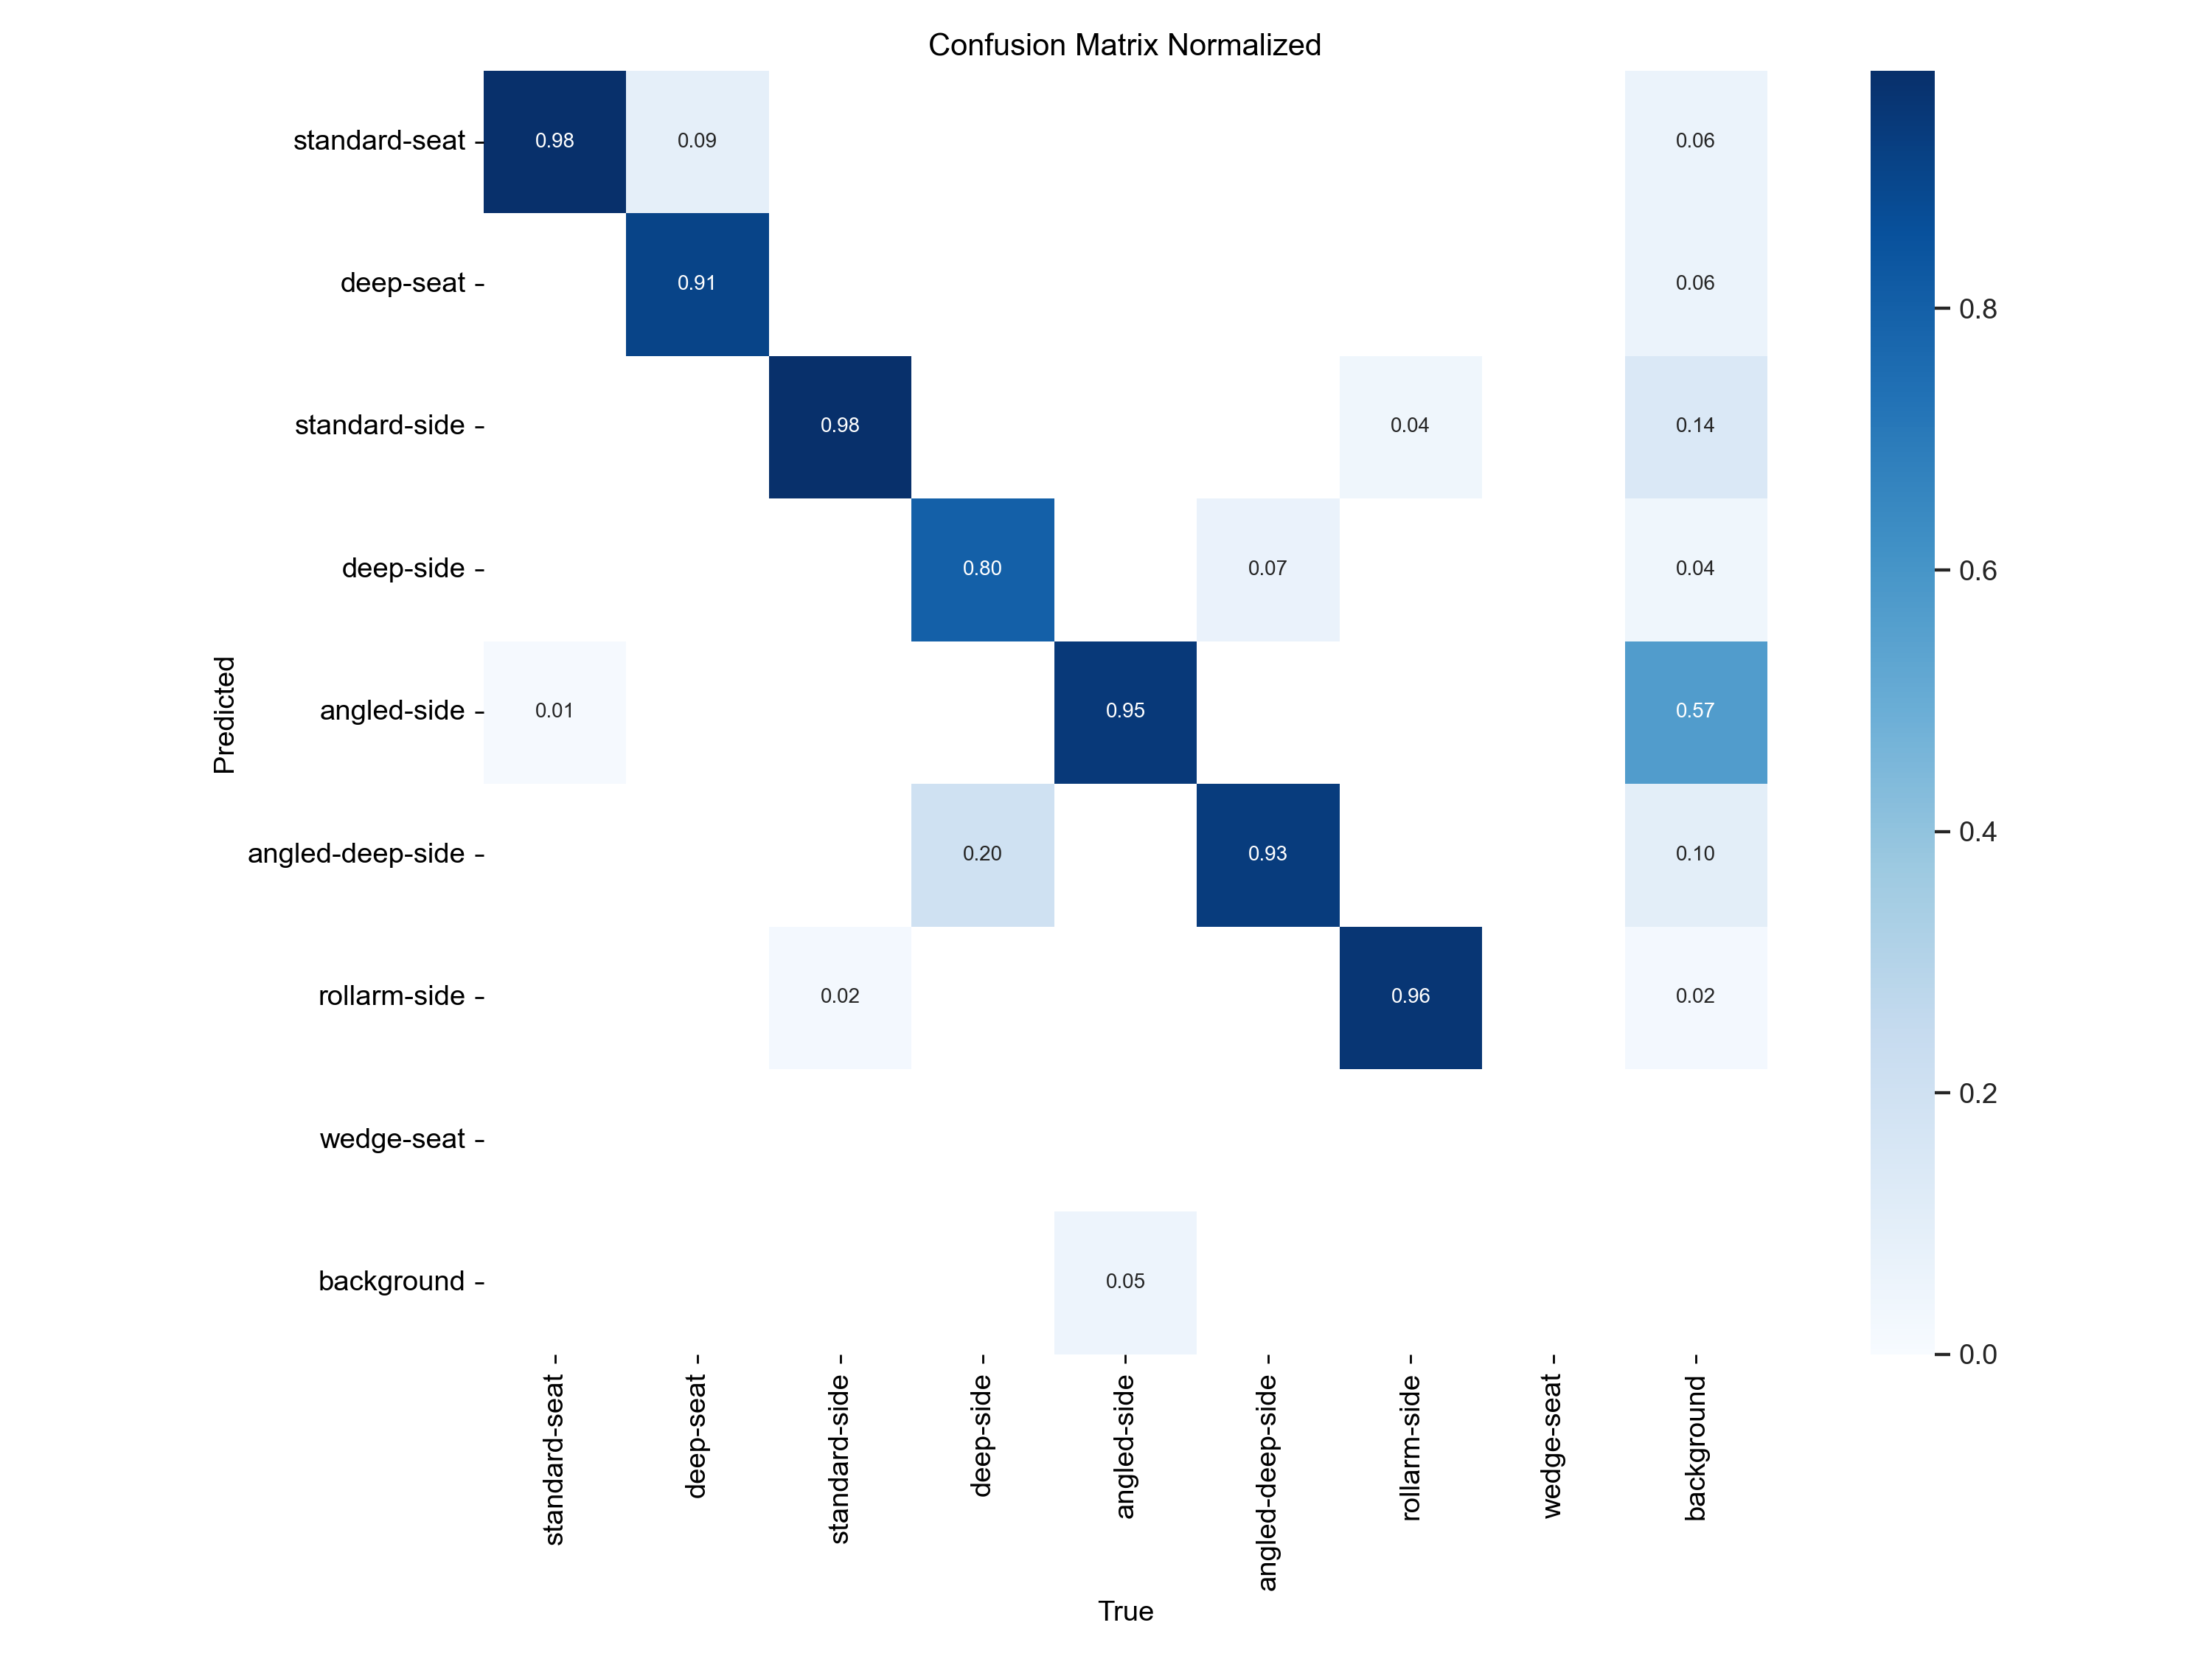 Confusion Matrix Normalized
standard-seat 0.98 0.09 0.06
deep-seat 0.91 0.06
0.8
standard-side 0.98 0.04 0.14
deep-side 0.80 0.07 0.04
0.6
Predicted
angled-side 0.01 0.95 0.57
0.4
angled-deep-side 0.20 0.93 0.10
rollarm-side 0.02 0.96 0.02
0.2
wedge-seat
background 0.05
0.0
standard-seat
deep-seat
standard-side
deep-side
angled-side
angled-deep-side
rollarm-side
wedge-seat
background
True